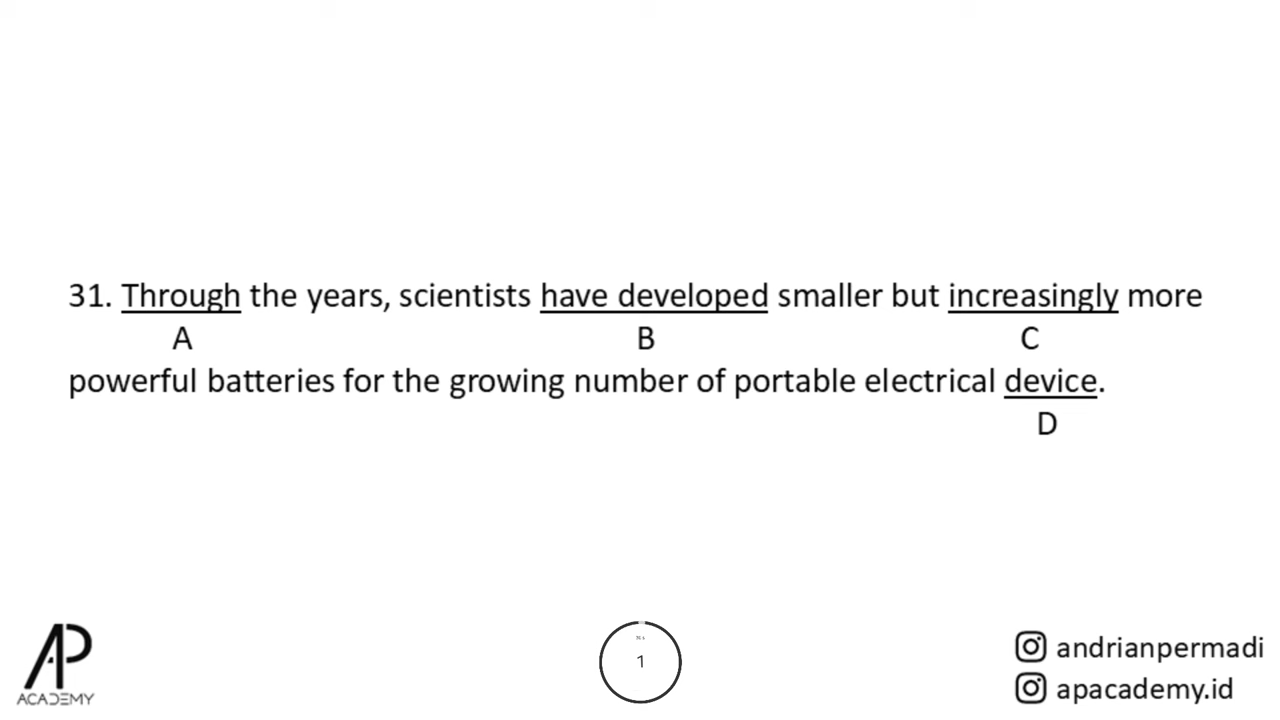 31. Through the years, scientists have developed smaller but increasingly more
A B C
powerful batteries for the growing number of portable electrical device.
D
AP
ACADEMY
1
andrianpermadi
apacademy.id